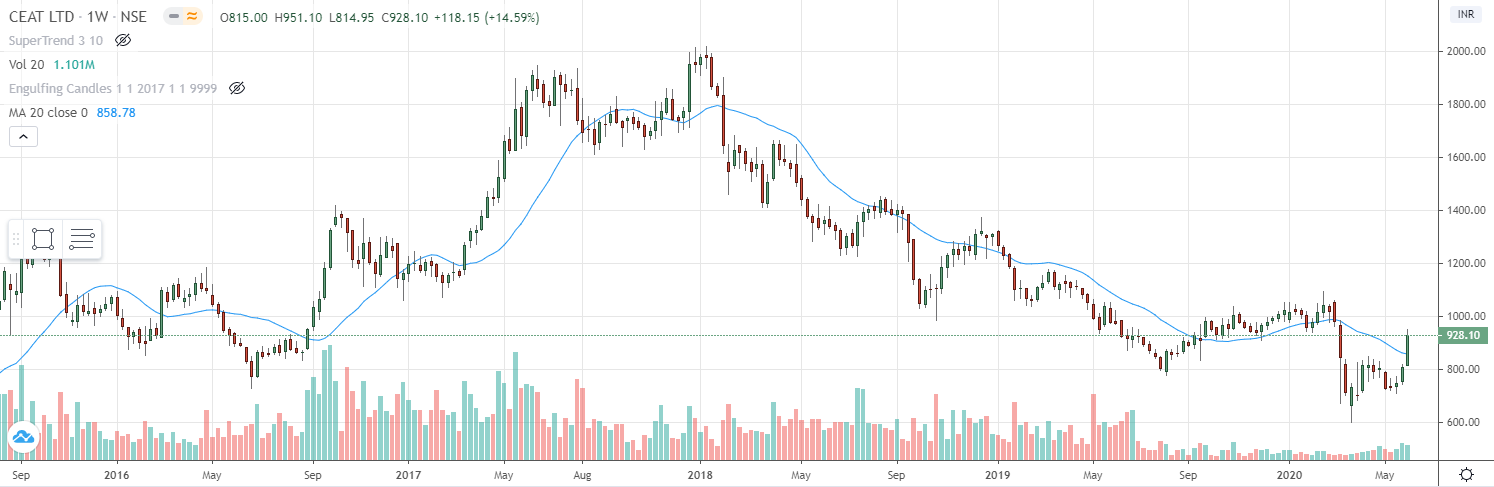 CEAT LTD · 1W · NSE O815.00 H951.10 L814.95 C928.10 +118.15 (+14.59%)
INR
SuperTrend 3 10
Vol 20 1.101M
Engulfing Candles 1 1 2017 1 1 9999
MA 20 close 0 858.78
2000.00
1800.00
1600.00
1400.00
1200.00
1000.00
928.10
800.00
600.00
Sep 2016 May Sep 2017 May Aug 2018 May Sep 2019 May Sep 2020 May